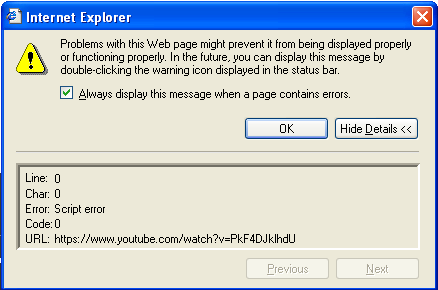 Internet Explorer
Problems with this Web page might prevent it from being displayed properly
or functioning properly. In the future, you can display this message by
double-clicking the warning icon displayed in the status bar.
Always display this message when a page contains errors.
OK
Hide Details <<
Line: 0
Char: 0
Error: Script error
Code: 0
URL: https://www.youtube.com/watch?v=PkF4DJklhdU
Previous
Next